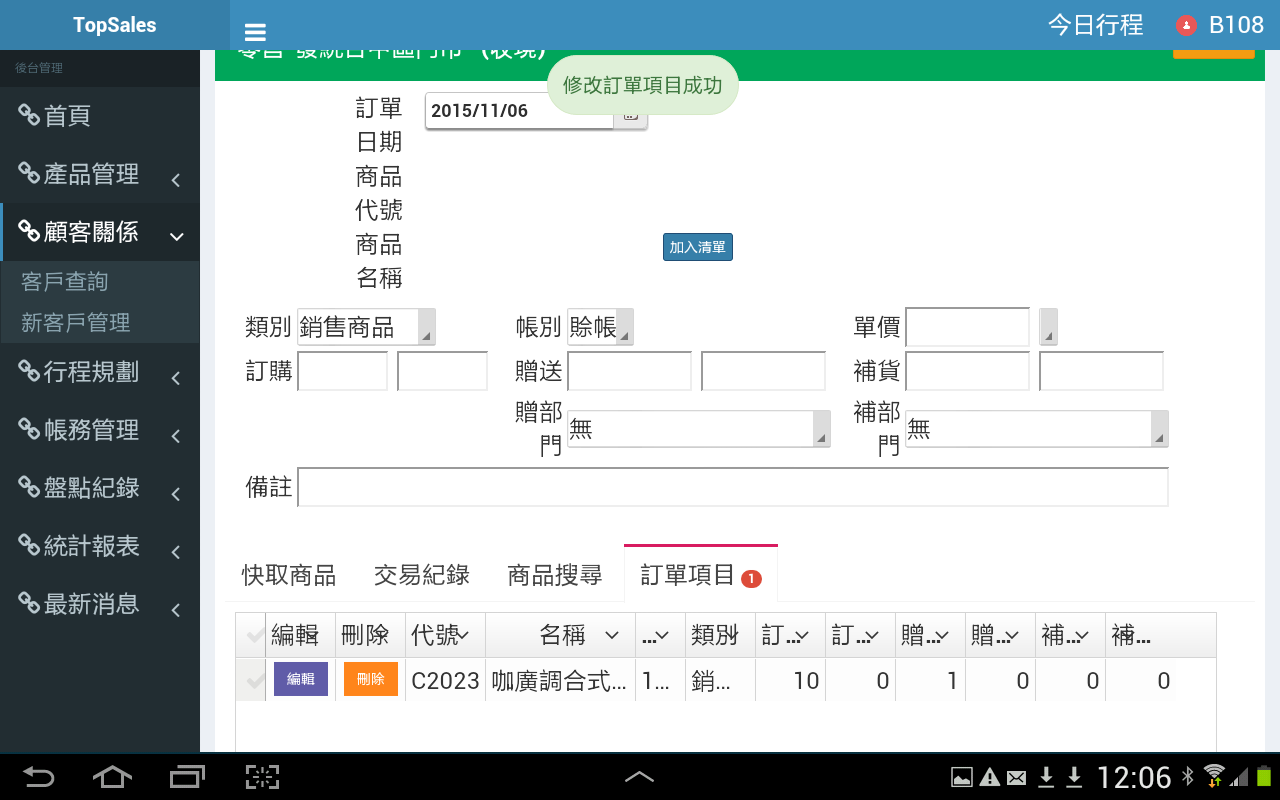 TopSales
今日行程
B108
後台管理
首頁
產品管理
顧客關係
客戶查詢
新客戶管理
行程規劃
帳務管理
盤點紀錄
統計報表
最新消息
修改訂單項目成功
訂單日期
2015/11/06
商品代號
商品名稱
加入清單
類別 銷售商品 帳別 賒帳 單價
訂購 贈送 補貨
贈部門 無 補部門 無
備註
快取商品 交易紀錄 商品搜尋 訂單項目 1
編輯 刪除 代號 名稱 ... 類別 訂... 訂... 贈... 贈... 補... 補...
編輯 刪除 C2023 咖廣調合式... 1... 銷... 10 0 1 0 0 0
12:06